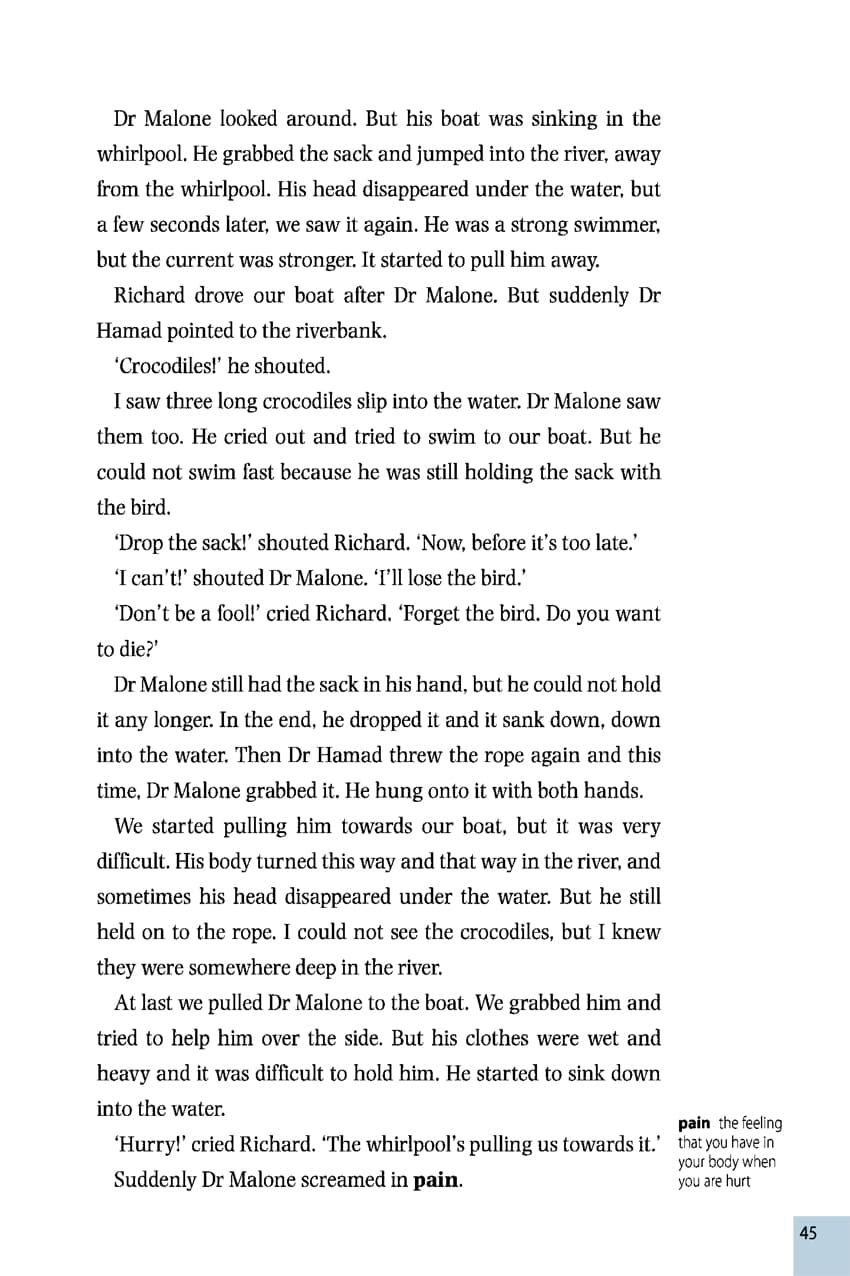 Dr Malone looked around. But his boat was sinking in the
whirlpool. He grabbed the sack and jumped into the river, away
from the whirlpool. His head disappeared under the water, but
a few seconds later, we saw it again. He was a strong swimmer,
but the current was stronger. It started to pull him away.
Richard drove our boat after Dr Malone. But suddenly Dr
Hamad pointed to the riverbank.
‘Crocodiles!’ he shouted.
I saw three long crocodiles slip into the water. Dr Malone saw
them too. He cried out and tried to swim to our boat. But he
could not swim fast because he was still holding the sack with
the bird.
‘Drop the sack!’ shouted Richard. ‘Now, before it’s too late.’
‘I can’t!’ shouted Dr Malone. ‘I’ll lose the bird.’
‘Don’t be a fool!’ cried Richard. ‘Forget the bird. Do you want
to die?’
Dr Malone still had the sack in his hand, but he could not hold
it any longer. In the end, he dropped it and it sank down, down
into the water. Then Dr Hamad threw the rope again and this
time, Dr Malone grabbed it. He hung onto it with both hands.
We started pulling him towards our boat, but it was very
difficult. His body turned this way and that way in the river, and
sometimes his head disappeared under the water. But he still
held on to the rope. I could not see the crocodiles, but I knew
they were somewhere deep in the river.
At last we pulled Dr Malone to the boat. We grabbed him and
tried to help him over the side. But his clothes were wet and
heavy and it was difficult to hold him. He started to sink down
into the water.
‘Hurry!’ cried Richard. ‘The whirlpool’s pulling us towards it.’
Suddenly Dr Malone screamed in pain.
pain the feeling
that you have in
your body when
you are hurt
45